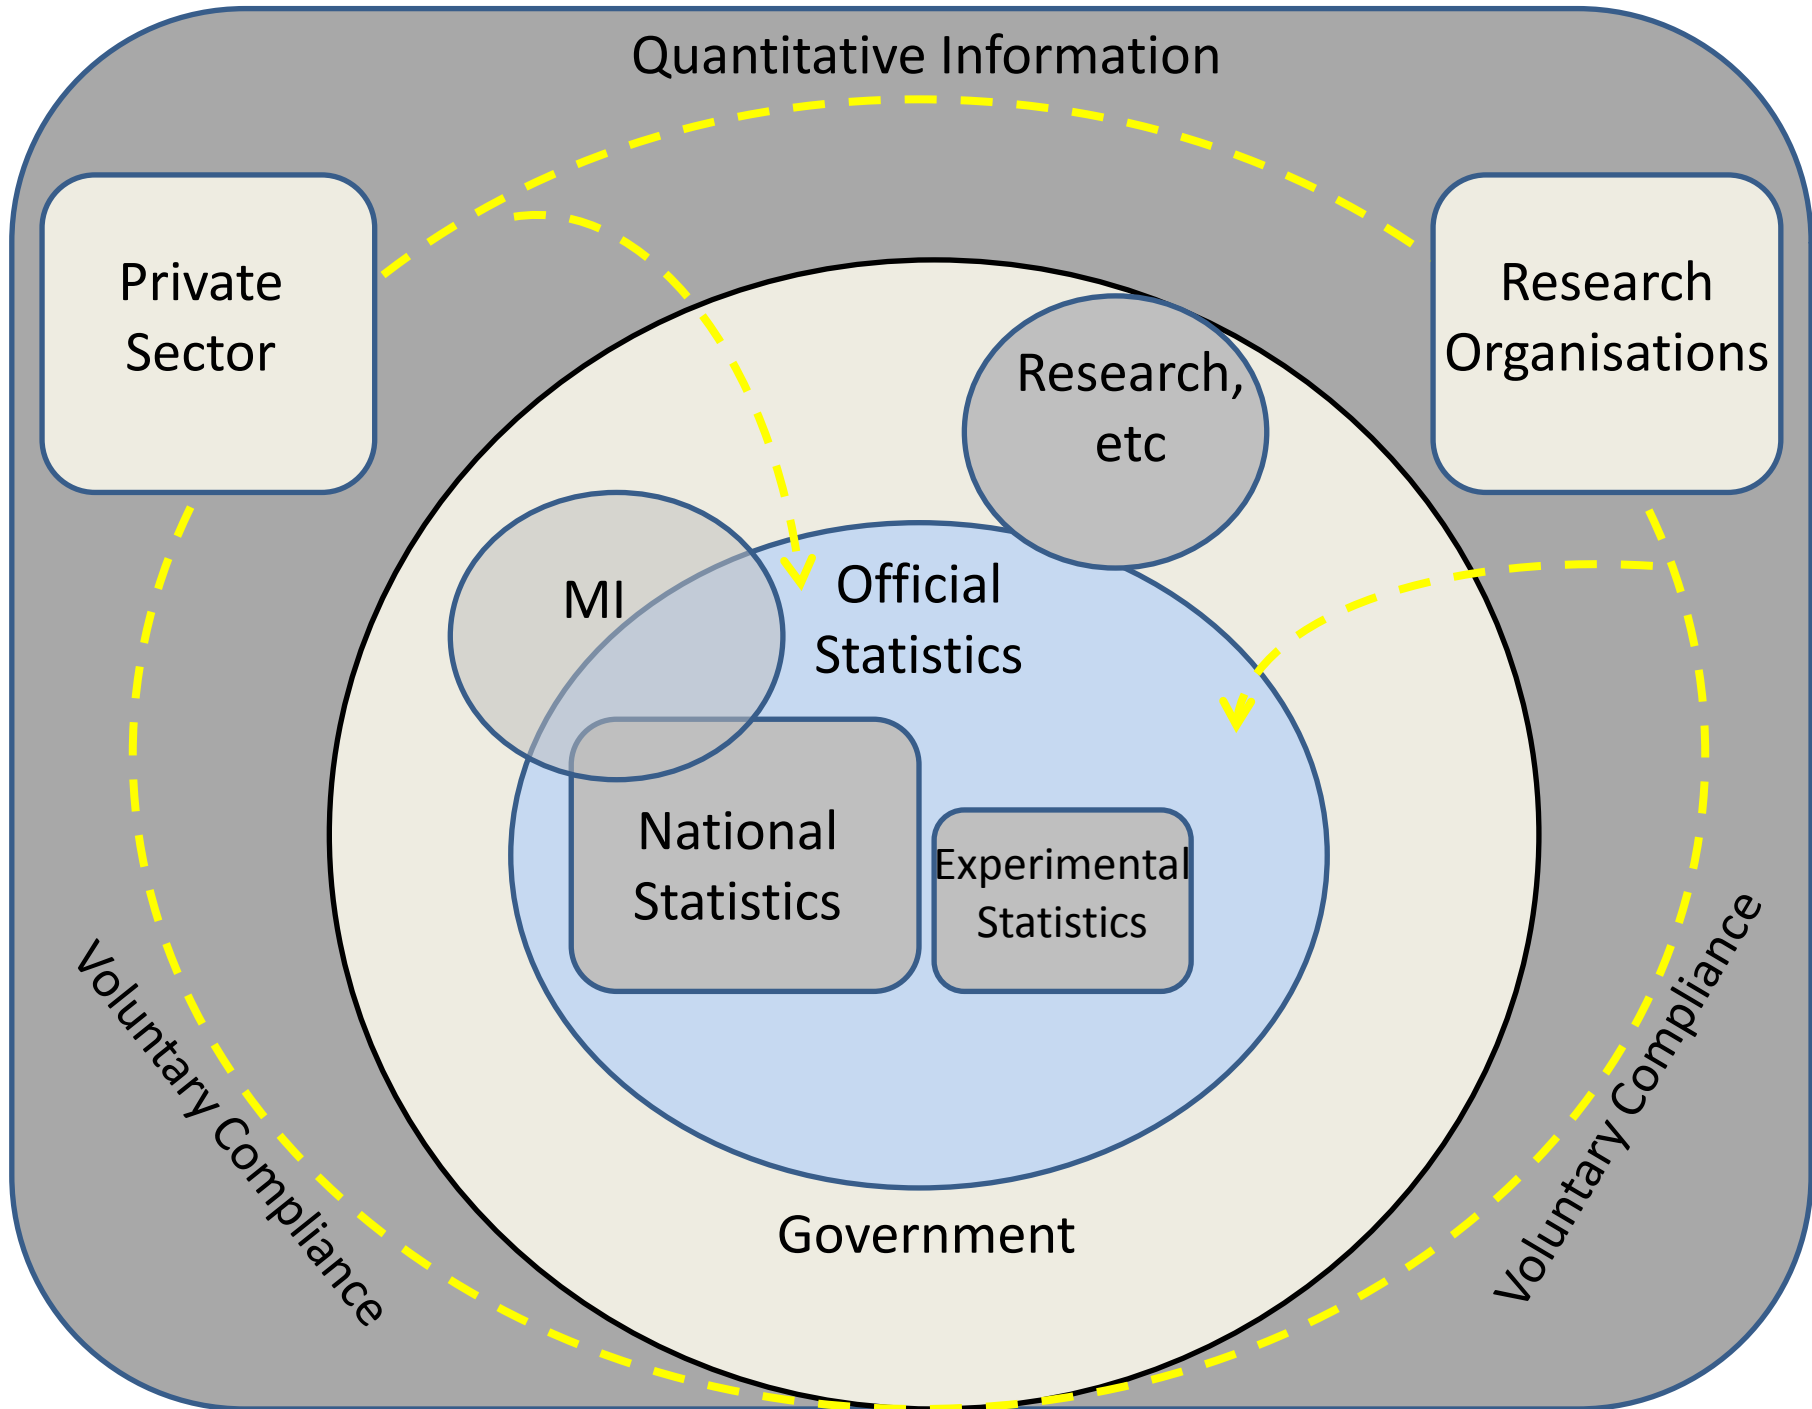 Quantitative Information
Private
Sector
Research
Organisations
Research,
etc
MI
Official
Statistics
National
Statistics
Experimental
Statistics
Government
Voluntary Compliance
Voluntary Compliance